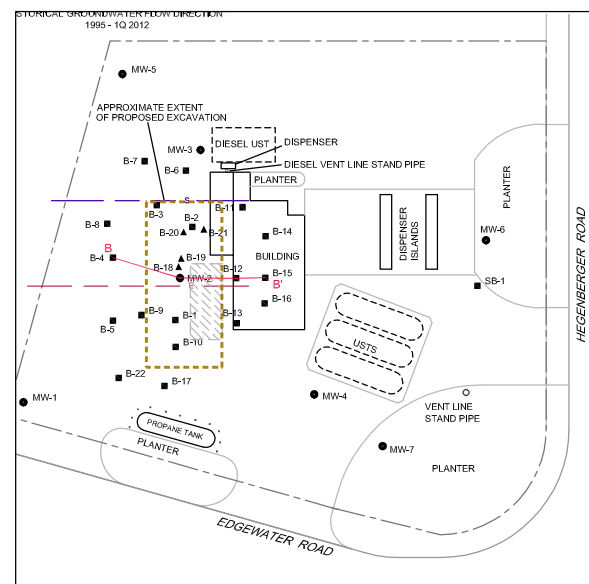 STORICAL GROUNDWATER FLOW DIRECTION
1995 - 1Q 2012
MW-5
APPROXIMATE EXTENT
OF PROPOSED EXCAVATION
MW-3
DIESEL UST
DISPENSER
B-7
B-6
DIESEL VENT LINE STAND PIPE
PLANTER
PLANTER
S
B-3
B-11
B-8
B-2
B-20
B-21
B-14
MW-6
DISPENSER
ISLANDS
HEGENBERGER ROAD
B
B-4
B-19
BUILDING
B-18
MW-2
B-12
B-15
B'
SB-1
E
B-16
B-9
B-1
B-5
B-13
USTS
B-10
B-22
B-17
MW-1
MW-4
VENT LINE
STAND PIPE
PROPANE TANK
PLANTER
MW-7
PLANTER
EDGEWATER ROAD